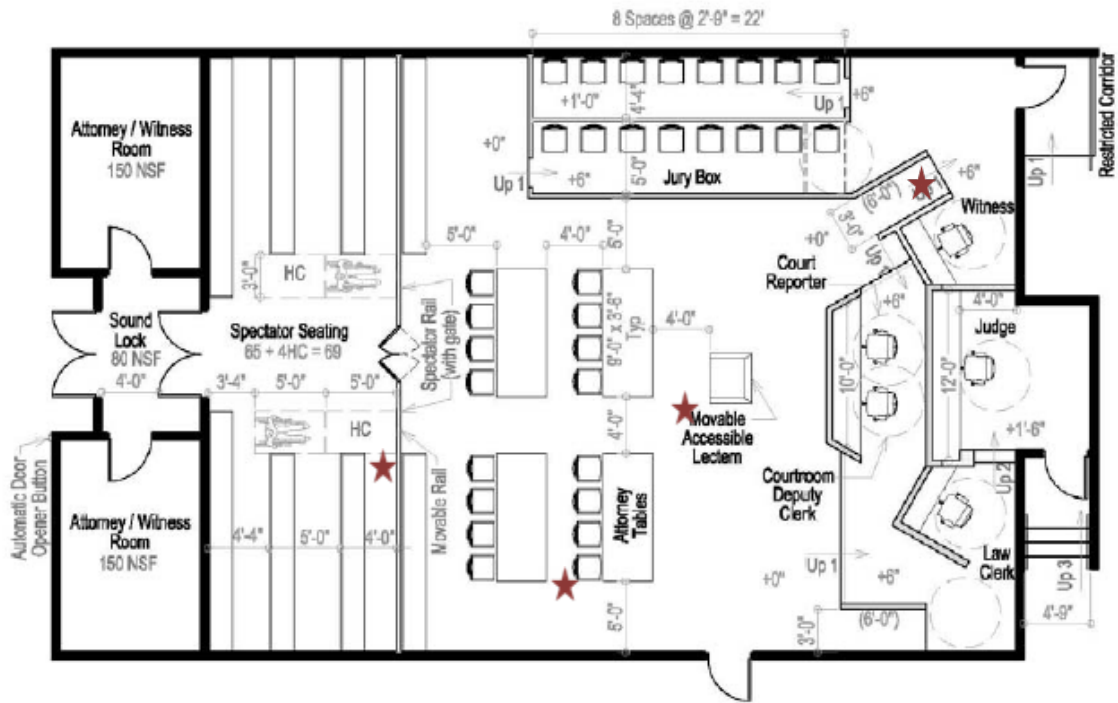 8 Spaces @ 2'-9" = 22'
Attorney / Witness
Room
150 NSF
+1'-0"
4'-4"
Up 1
+6"
+0"
Up 1
+6"
5'-0"
Jury Box
Restricted Corridor
Up 1
+6"
(6'-0")
3'-0"
Witness
+0"
Up
Court
Reporter
+6"
5'-0"
4'-0"
5'-0"
3'-0"
HC
Sound
Lock
80 NSF
4'-0"
Spectator Seating
65 + 4HC = 69
Spectator Rail
(with gate)
9'-0" x 3'-6"
Typ
4'-0"
10'-0"
4'-0"
Judge
12'-0"
+1'-6"
3'-4"
5'-0"
5'-0"
HC
Movable
Accessible
Lectern
4'-0"
Automatic Door
Opener Button
Attorney / Witness
Room
150 NSF
4'-4"
5'-0"
4'-0"
Movable Rail
Attorney
Tables
Courtroom
Deputy
Clerk
Up 2
Law
Clerk
Up 1
+6"
+0"
5'-0"
3'-0"
(6'-0")
Up 3
4'-9"